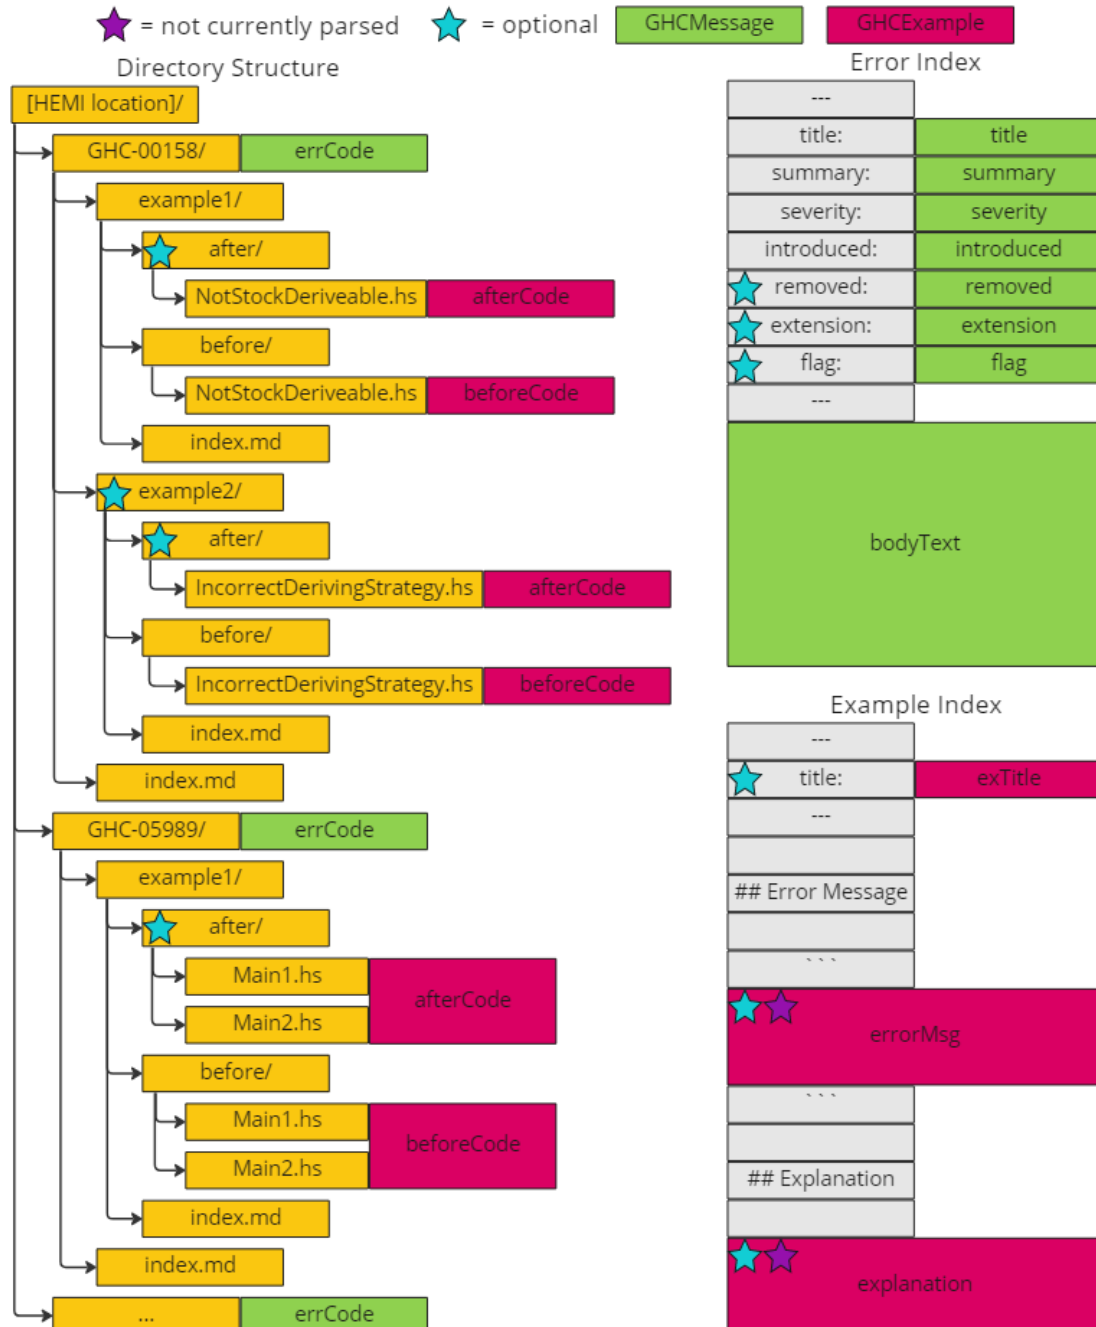 = not currently parsed
= optional
GHCMessage
GHCExample
Directory Structure
[HEMI location]/
GHC-00158/
errCode
example1/
after/
NotStockDeriveable.hs
afterCode
before/
NotStockDeriveable.hs
beforeCode
index.md
example2/
after/
IncorrectDerivingStrategy.hs
afterCode
before/
IncorrectDerivingStrategy.hs
beforeCode
index.md
index.md
GHC-05989/
errCode
example1/
after/
Main1.hs
Main2.hs
afterCode
before/
Main1.hs
Main2.hs
beforeCode
index.md
index.md
...
errCode
Error Index
---
title:
title
summary:
summary
severity:
severity
introduced:
introduced
removed:
removed
extension:
extension
flag:
flag
---
bodyText
Example Index
---
title:
exTitle
---
## Error Message
```
errorMsg
```
## Explanation
explanation